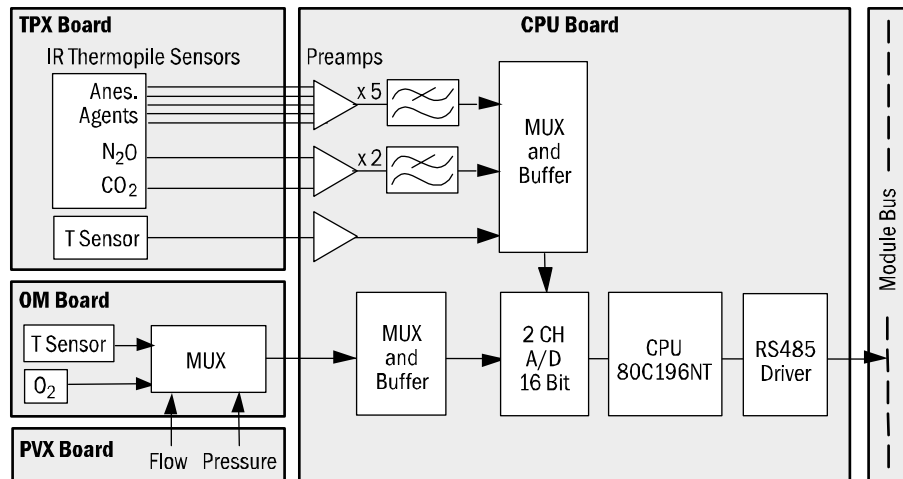 TPX Board
IR Thermopile Sensors
Anes.
Agents
N₂O
CO₂
T Sensor
OM Board
T Sensor
O₂
MUX
PVX Board
Flow
Pressure
CPU Board
Preamps
x 5
x 2
MUX
and
Buffer
MUX
and
Buffer
2 CH
A/D
16 Bit
CPU
80C196NT
RS485
Driver
Module Bus